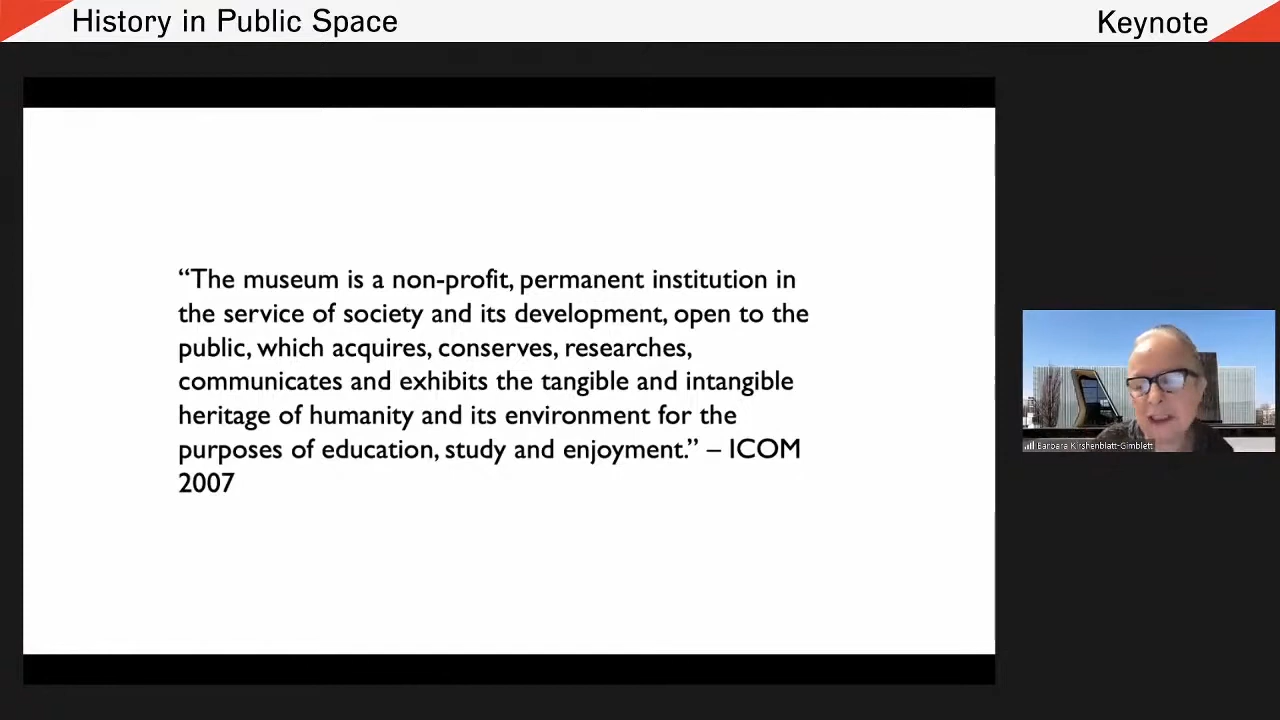 History in Public Space
Keynote
“The museum is a non-profit, permanent institution in
the service of society and its development, open to the
public, which acquires, conserves, researches,
communicates and exhibits the tangible and intangible
heritage of humanity and its environment for the
purposes of education, study and enjoyment.” – ICOM
2007
Barbara Kirshenblatt-Gimblett